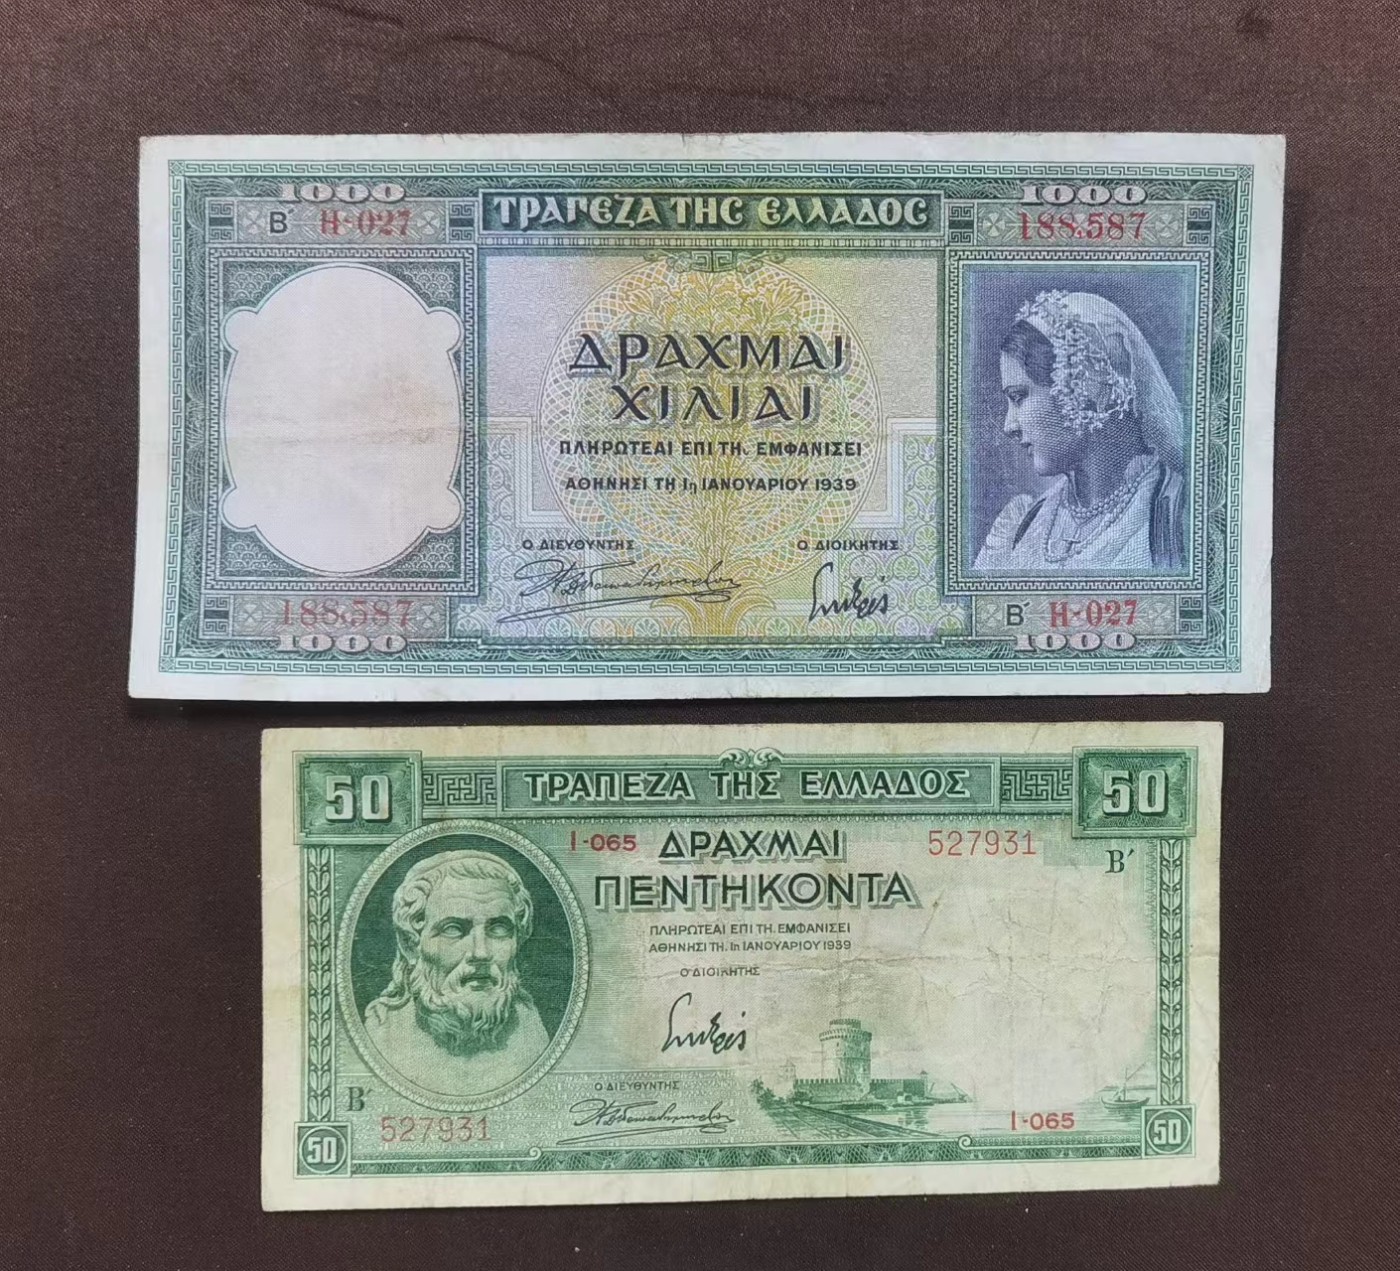 1000 1000
Β΄ Η-027 ΤΡΑΠΕΖΑ ΤΗΣ ΕΛΛΑΔΟΣ 188,587
ΔΡΑΧΜΑΙ
ΧΙΛΙΑΙ
ΠΛΗΡΩΤΕΑΙ ΕΠΙ ΤΗ, ΕΜΦΑΝΙΣΕΙ
ΑΘΗΝΗΣΙ ΤΗ 1η ΙΑΝΟΥΑΡΙΟΥ 1939
Ο ΔΙΕΥΘΥΝΤΗΣ Ο ΔΙΟΙΚΗΤΗΣ
188,587 Β΄ Η-027
1000 1000
50 ΤΡΑΠΕΖΑ ΤΗΣ ΕΛΛΑΔΟΣ 50
Ι-065 ΔΡΑΧΜΑΙ 527931
Β΄
ΠΕΝΤΗΚΟΝΤΑ
ΠΛΗΡΩΤΕΑΙ ΕΠΙ ΤΗ, ΕΜΦΑΝΙΣΕΙ
ΑΘΗΝΗΣΙ ΤΗ, 1η ΙΑΝΟΥΑΡΙΟΥ 1939
Ο ΔΙΟΙΚΗΤΗΣ
Ο ΔΙΕΥΘΥΝΤΗΣ
Β΄
527931 Ι-065
50 50